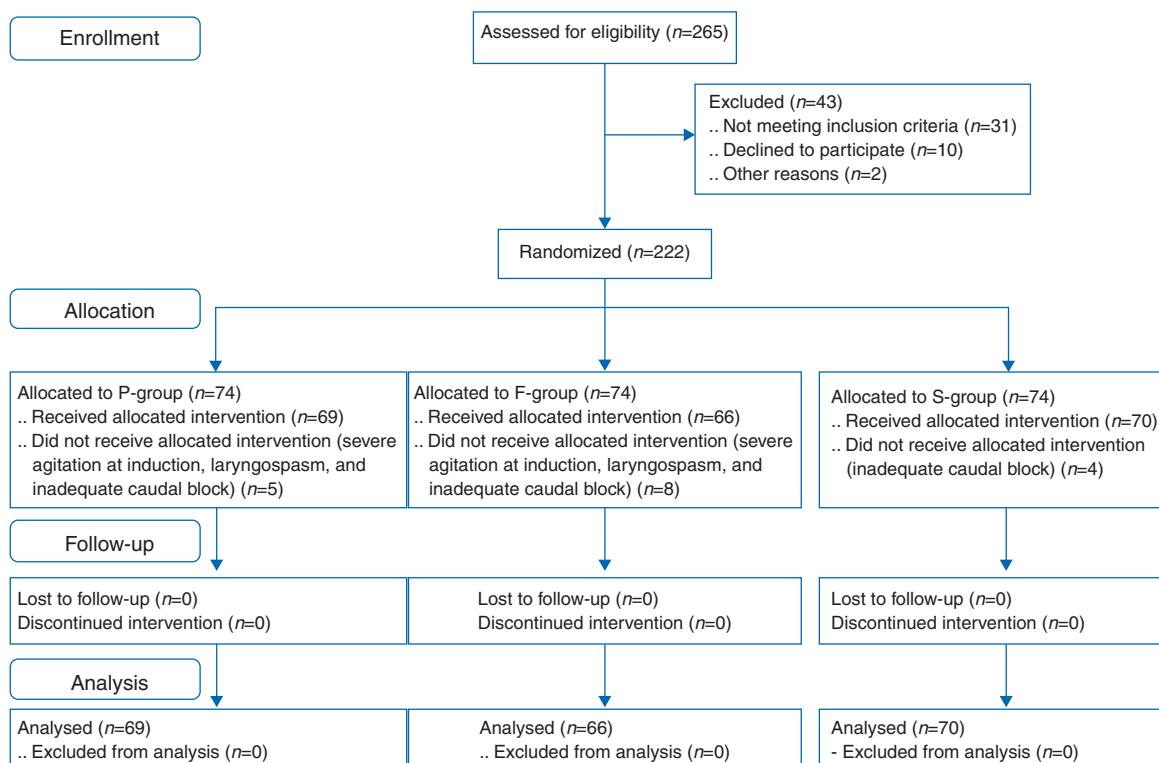 Enrollment
Assessed for eligibility (n=265)
Excluded (n=43)
.. Not meeting inclusion criteria (n=31)
.. Declined to participate (n=10)
.. Other reasons (n=2)
Randomized (n=222)
Allocation
Allocated to P-group (n=74)
.. Received allocated intervention (n=69)
.. Did not receive allocated intervention (severe
agitation at induction, laryngospasm, and
inadequate caudal block) (n=5)
Allocated to F-group (n=74)
.. Received allocated intervention (n=66)
.. Did not receive allocated intervention (severe
agitation at induction, laryngospasm, and
inadequate caudal block) (n=8)
Allocated to S-group (n=74)
.. Received allocated intervention (n=70)
.. Did not receive allocated intervention
(inadequate caudal block) (n=4)
Follow-up
Lost to follow-up (n=0)
Discontinued intervention (n=0)
Lost to follow-up (n=0)
Discontinued intervention (n=0)
Lost to follow-up (n=0)
Discontinued intervention (n=0)
Analysis
Analysed (n=69)
.. Excluded from analysis (n=0)
Analysed (n=66)
.. Excluded from analysis (n=0)
Analysed (n=70)
- Excluded from analysis (n=0)